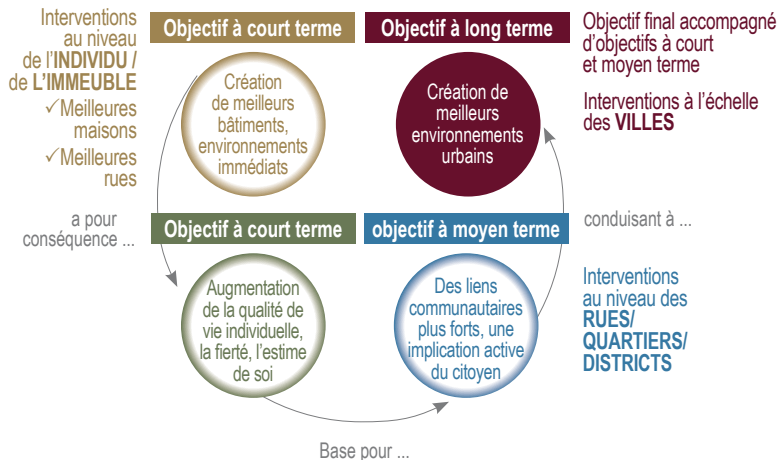 Interventions
au niveau
de l'INDIVIDU /
de L'IMMEUBLE
✓Meilleures
maisons
✓Meilleures
rues
Objectif à court terme
Création
de meilleurs
bâtiments,
environnements
immédiats
Objectif à long terme
Création de
meilleurs
environnements
urbains
Objectif final accompagné
d'objectifs à court
et moyen terme
Interventions à l'échelle
des VILLES
a pour
conséquence ...
Objectif à court terme
Augmentation
de la qualité de
vie individuelle,
la fierté, l'estime
de soi
objectif à moyen terme
Des liens
communautaires
plus forts, une
implication active
du citoyen
conduisant à ...
Interventions
au niveau des
RUES/
QUARTIERS/
DISTRICTS
Base pour ...